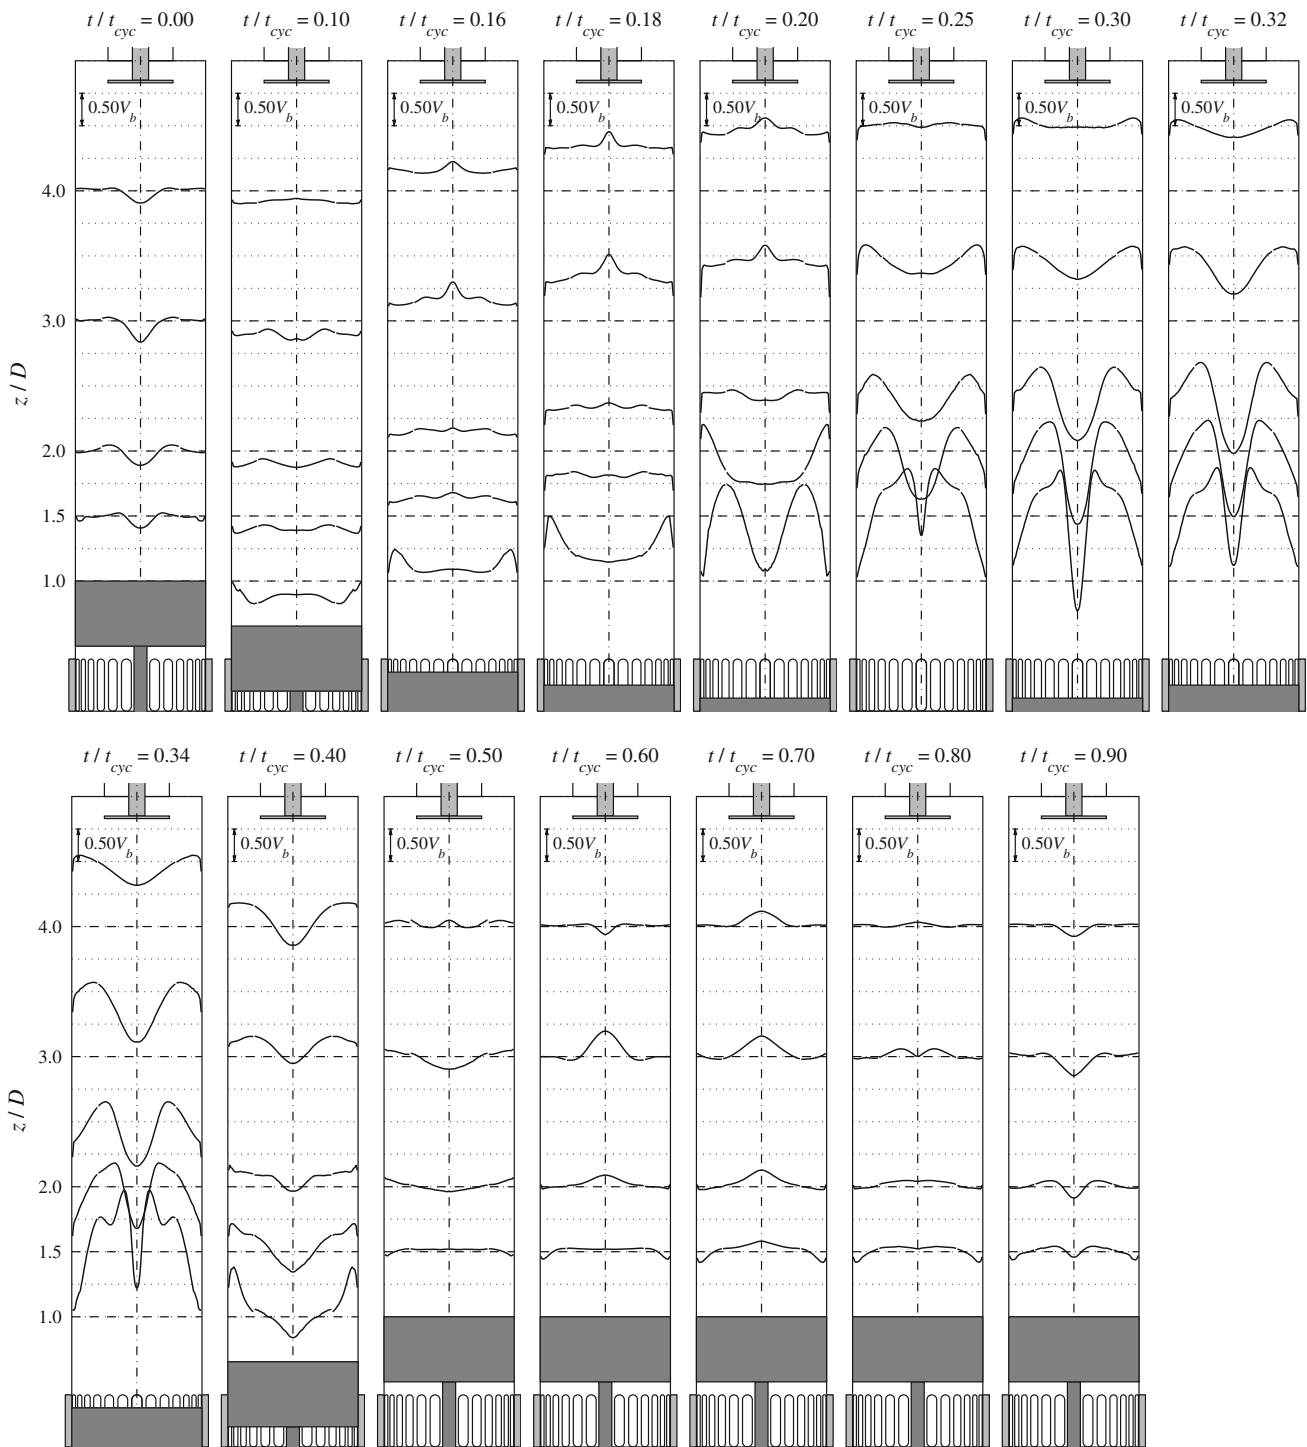 t / t_cyc = 0.00 t / t_cyc = 0.10 t / t_cyc = 0.16 t / t_cyc = 0.18 t / t_cyc = 0.20 t / t_cyc = 0.25 t / t_cyc = 0.30 t / t_cyc = 0.32
0.50V_b 0.50V_b 0.50V_b 0.50V_b 0.50V_b 0.50V_b 0.50V_b 0.50V_b
4.0
3.0
z / D
2.0
1.5
1.0
t / t_cyc = 0.34 t / t_cyc = 0.40 t / t_cyc = 0.50 t / t_cyc = 0.60 t / t_cyc = 0.70 t / t_cyc = 0.80 t / t_cyc = 0.90
0.50V_b 0.50V_b 0.50V_b 0.50V_b 0.50V_b 0.50V_b 0.50V_b
4.0
3.0
z / D
2.0
1.5
1.0